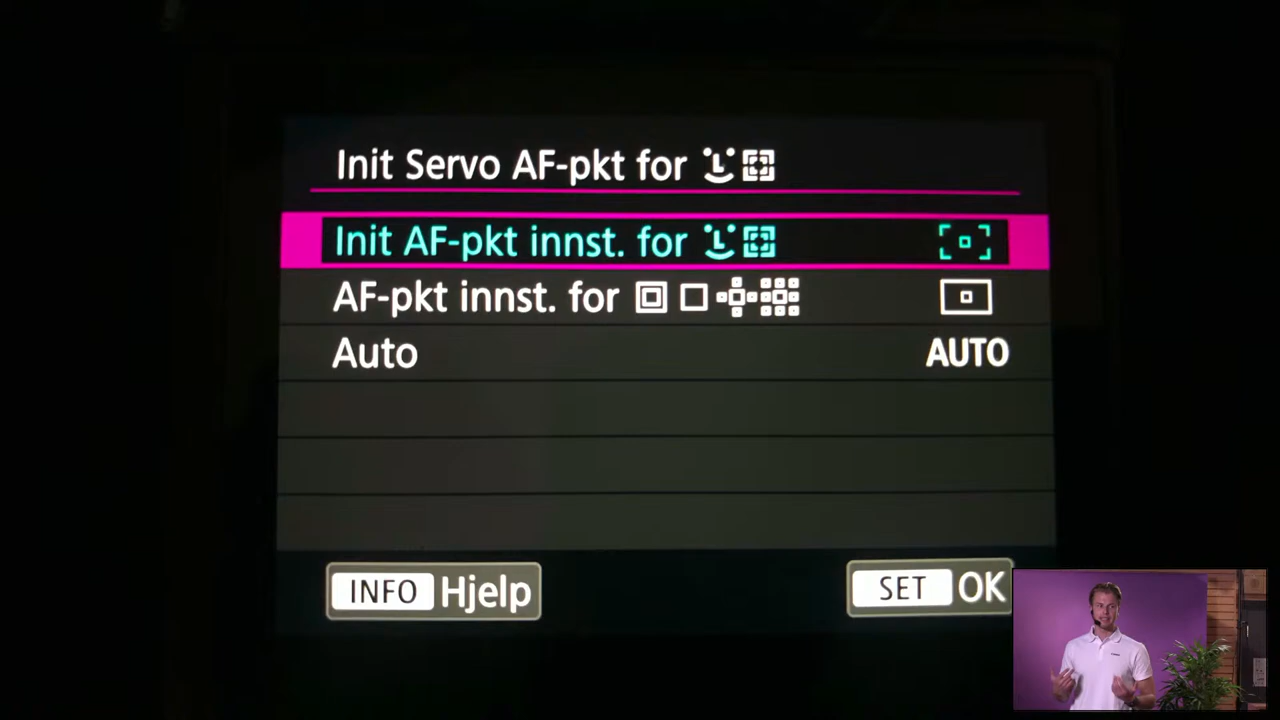 Init Servo AF-pkt for
Init AF-pkt innst. for
AF-pkt innst. for
Auto AUTO
INFO Hjelp
SET OK